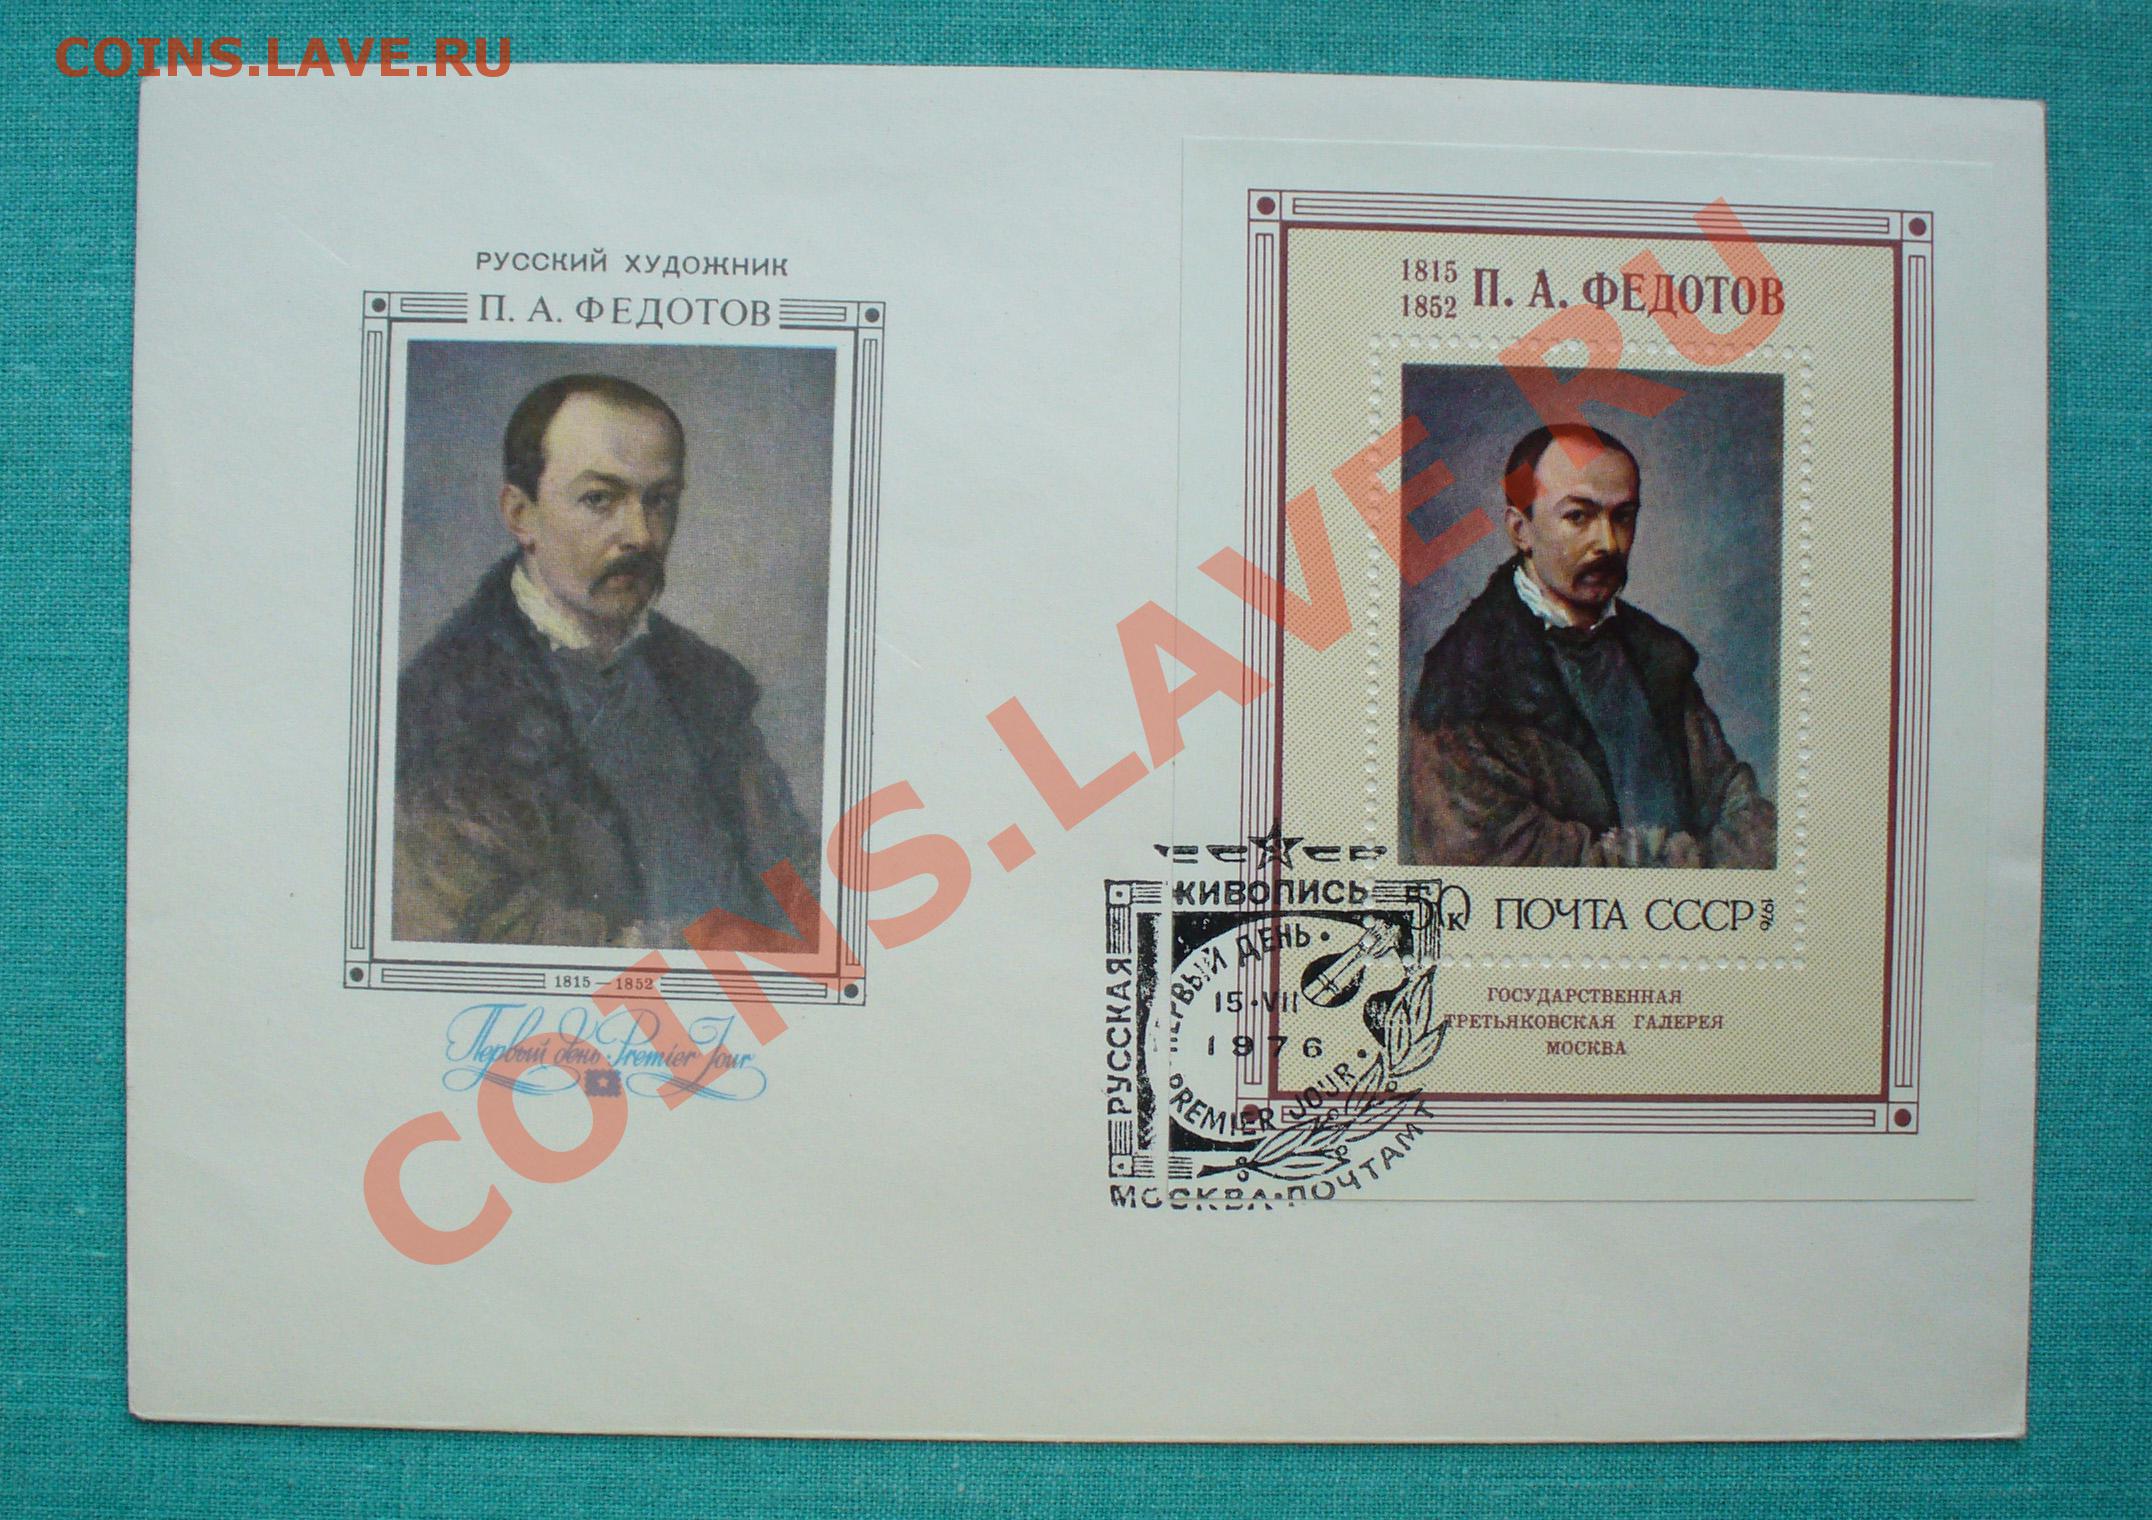 COINS.LAVE.RU
РУССКИЙ ХУДОЖНИК
П. А. ФЕДОТОВ
1815 — 1852
Первый день · Premier Jour
1815
1852
П. А. ФЕДОТОВ
50 к ПОЧТА СССР 1976
ГОСУДАРСТВЕННАЯ
ТРЕТЬЯКОВСКАЯ ГАЛЕРЕЯ
МОСКВА
РУССКАЯ
ЖИВОПИСЬ
ПЕРВЫЙ ДЕНЬ ·
15·VII
1976
PREMIER JOUR ·
МОСКВА·ПОЧТАМТ
COINS.LAVE.RU